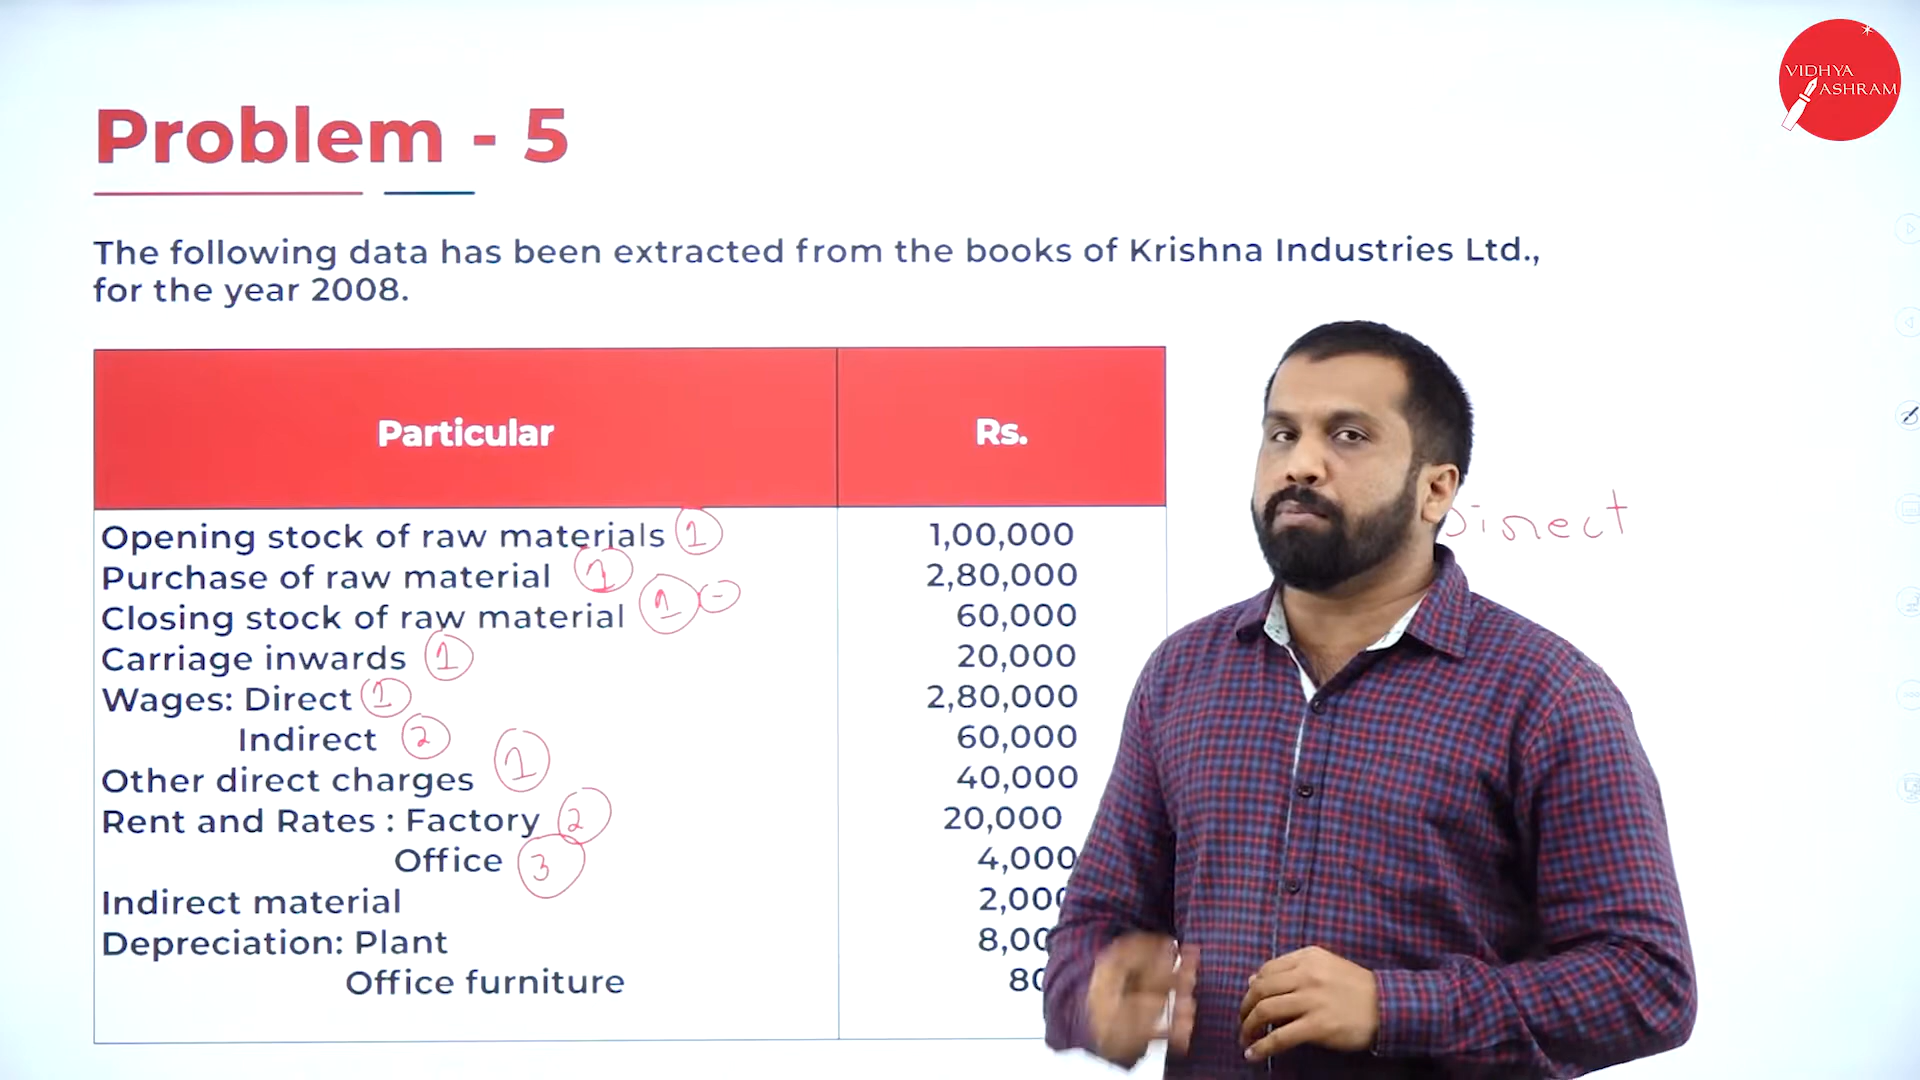 VIDHYA
ASHRAM
Problem - 5
The following data has been extracted from the books of Krishna Industries Ltd.,
for the year 2008.
Particular Rs.
Opening stock of raw materials 1 1,00,000
Purchase of raw material 1 2,80,000
Closing stock of raw material 1 - 60,000
Carriage inwards 1 20,000
Wages: Direct 1 2,80,000
Indirect 2 60,000
Other direct charges 1 40,000
Rent and Rates : Factory 2 20,000
Office 3 4,000
Indirect material
Depreciation: Plant
Office furniture
Direct